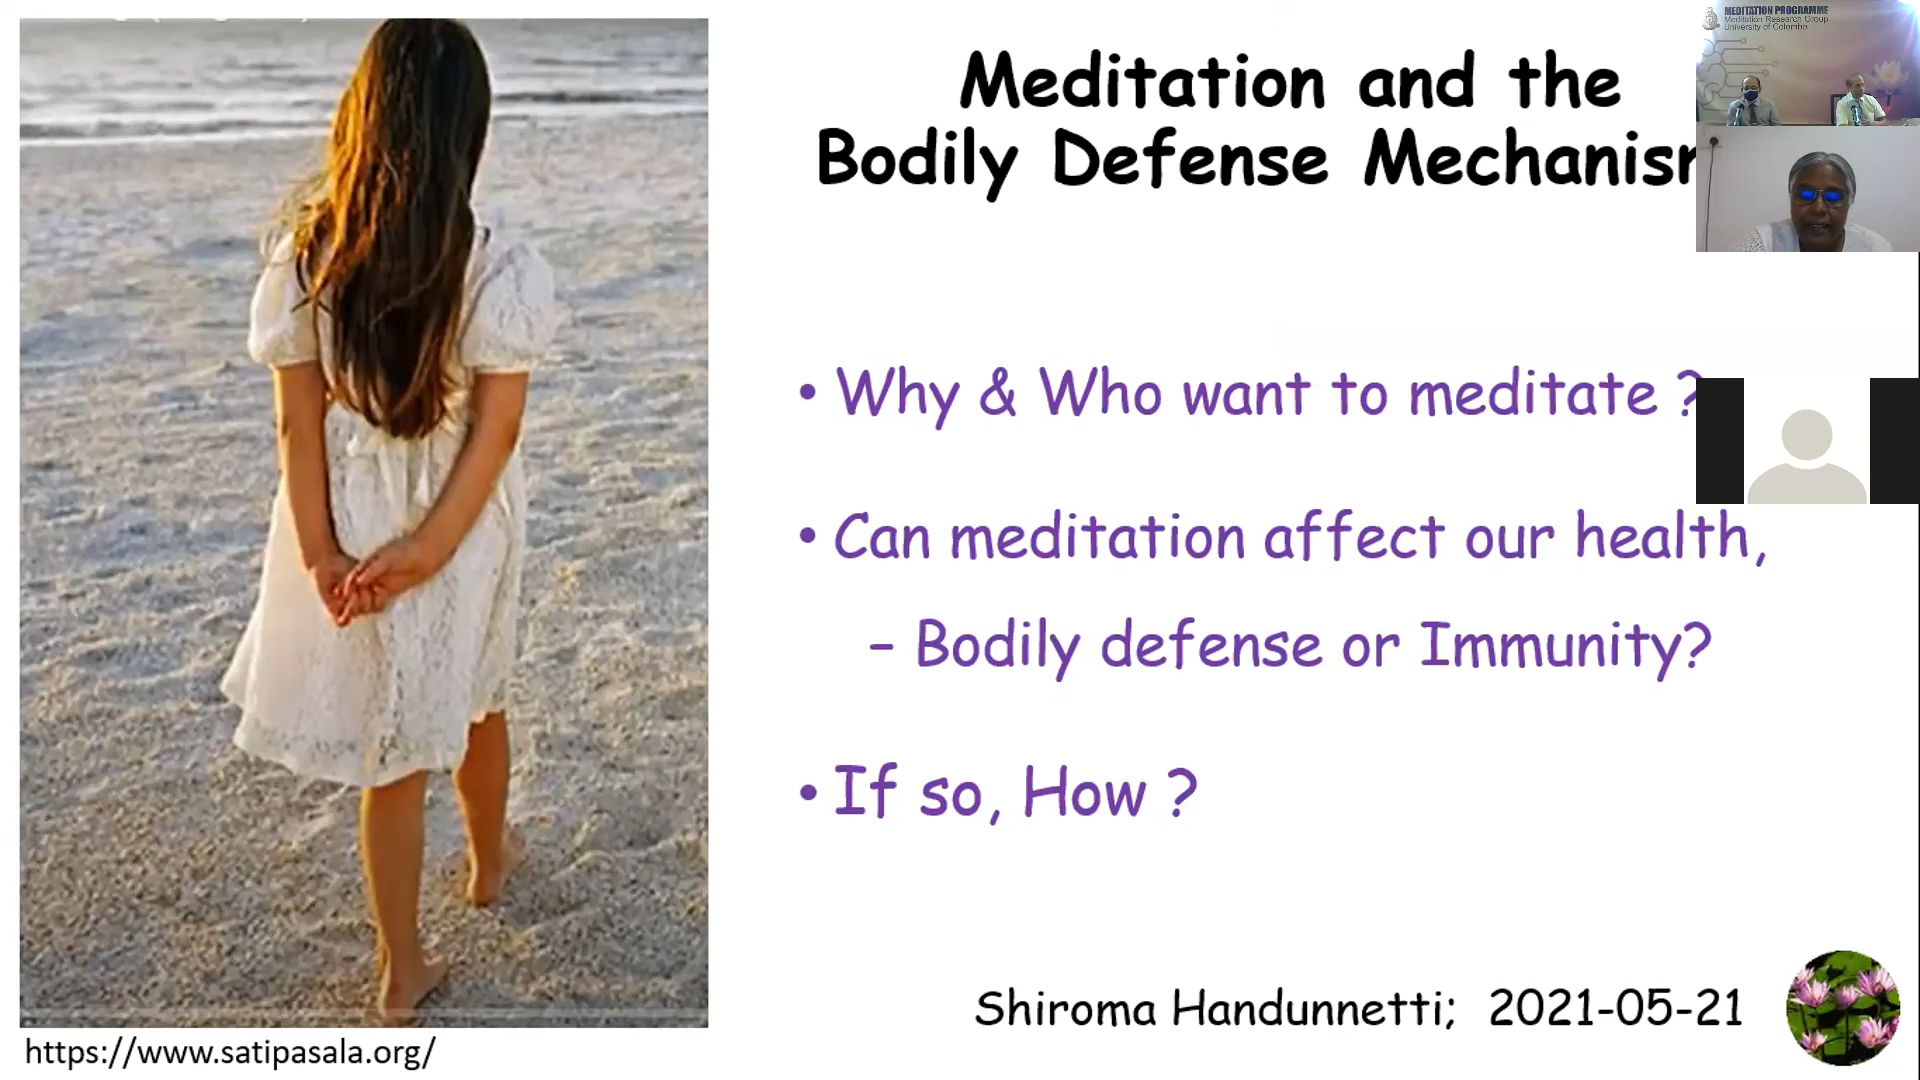 Meditation and the
Bodily Defense Mechanism
• Why & Who want to meditate ?
• Can meditation affect our health,
– Bodily defense or Immunity?
• If so, How ?
Shiroma Handunnetti; 2021-05-21
https://www.satipasala.org/
MEDITATION PROGRAMME
Meditation Research Group
University of Colombo